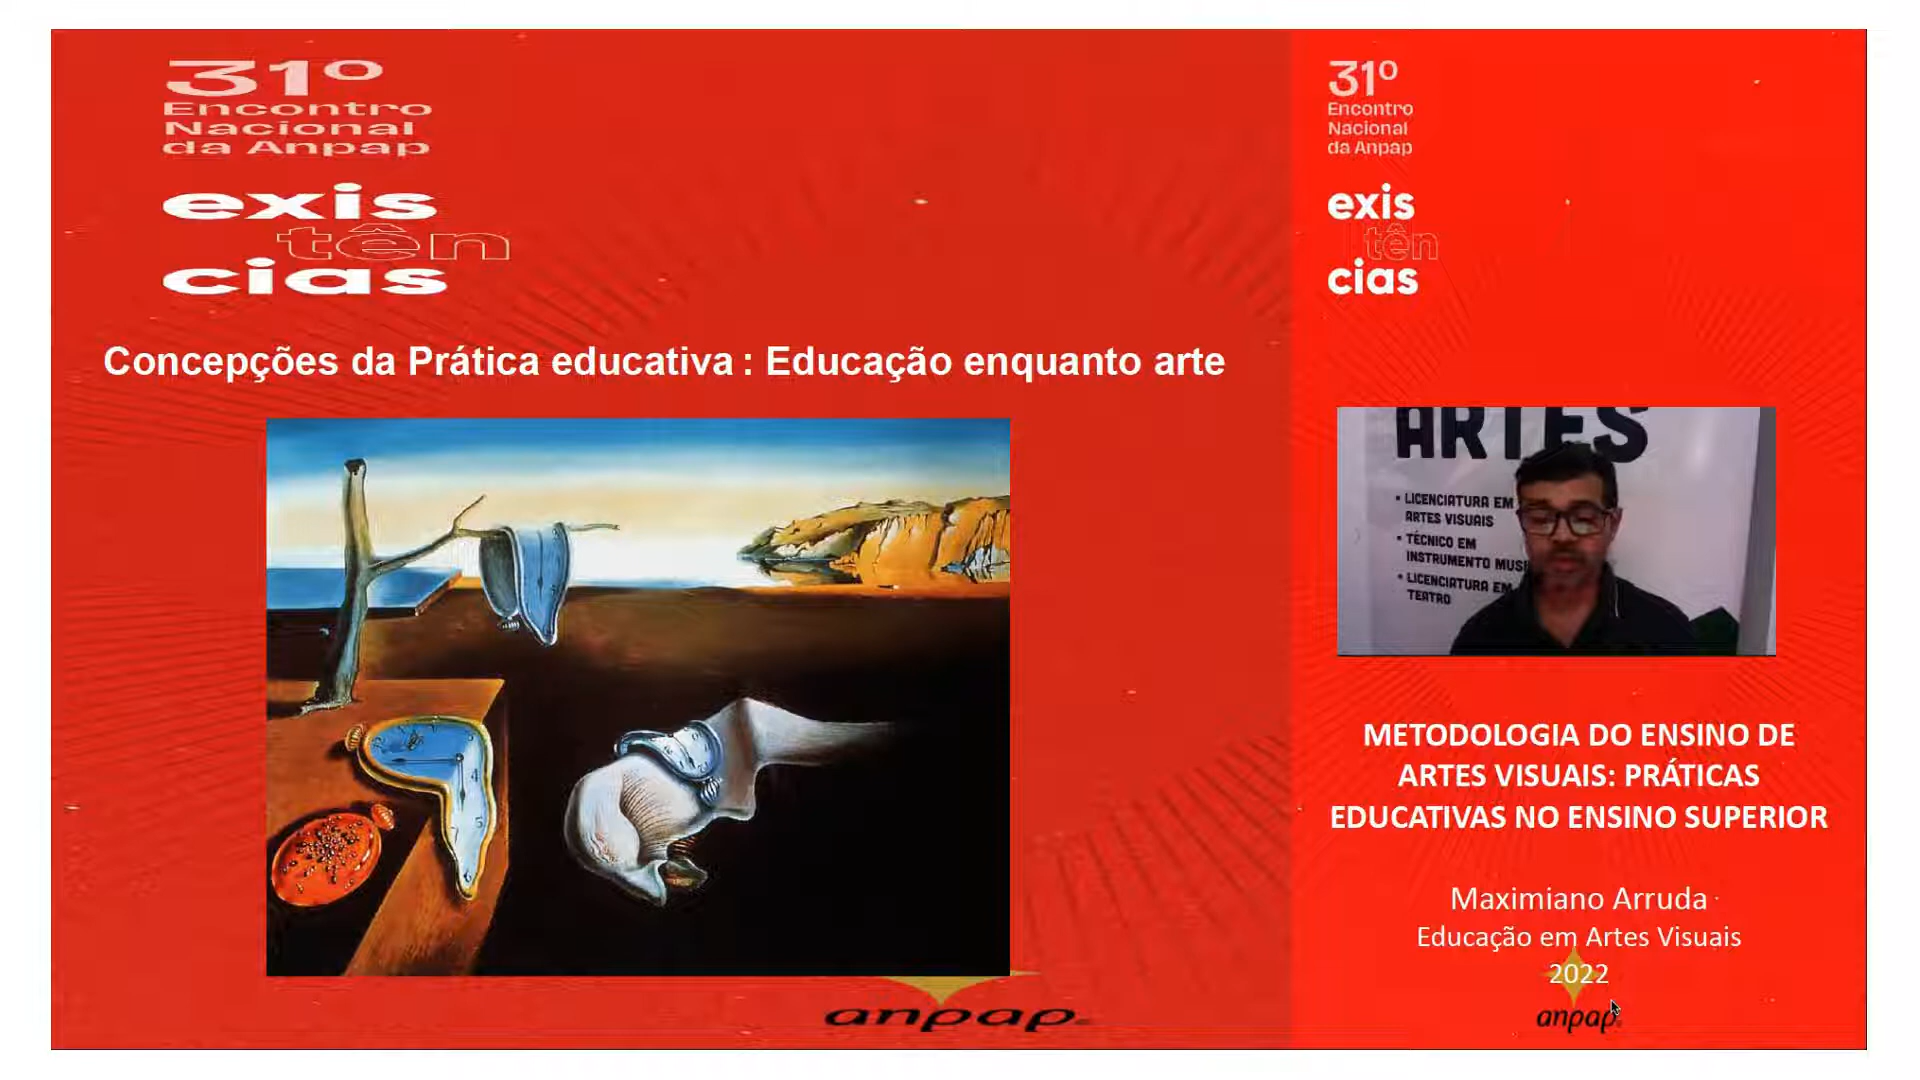 31º
Encontro
Nacional
da Anpap
exis
tên
cias
Concepções da Prática educativa : Educação enquanto arte
anpap
31º
Encontro
Nacional
da Anpap
exis
tên
cias
ARTES
• LICENCIATURA EM
ARTES VISUAIS
• TÉCNICO EM
INSTRUMENTO MUSI
• LICENCIATURA EM
TEATRO
METODOLOGIA DO ENSINO DE
ARTES VISUAIS: PRÁTICAS
EDUCATIVAS NO ENSINO SUPERIOR
Maximiano Arruda
Educação em Artes Visuais
2022
anpap